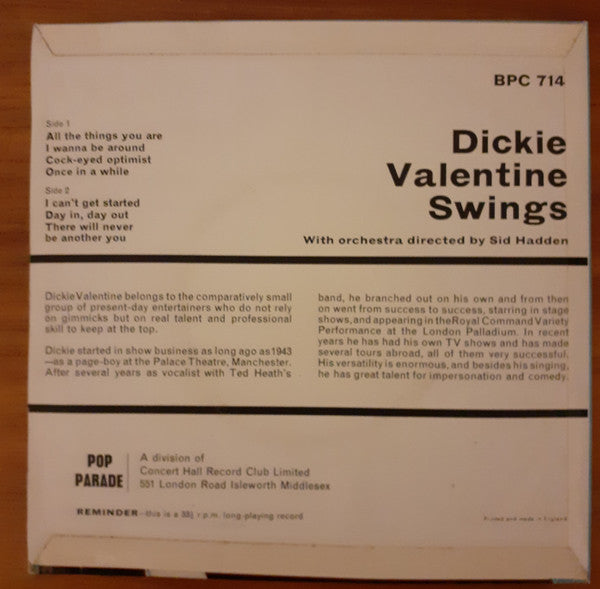 BPC 714
Side 1
All the things you are
I wanna be around
Cock-eyed optimist
Once in a while
Side 2
I can't get started
Day in, day out
There will never
be another you
Dickie
Valentine
Swings
With orchestra directed by Sid Hadden
Dickie Valentine belongs to the comparatively small
group of present-day entertainers who do not rely
on gimmicks but on real talent and professional
skill to keep at the top.
Dickie started in show business as long ago as 1943
—as a page-boy at the Palace Theatre, Manchester.
After several years as vocalist with Ted Heath's
band, he branched out on his own and from then
on went from success to success, starring in stage
shows, and appearing in the Royal Command Variety
Performance at the London Palladium. In recent
years he has had his own TV shows and has made
several tours abroad, all of them very successful.
His versatility is enormous, and besides his singing,
he has great talent for impersonation and comedy.
POP
PARADE
A division of
Concert Hall Record Club Limited
551 London Road Isleworth Middlesex
REMINDER—this is a 33⅓ r.p.m. long-playing record
Printed and made in England